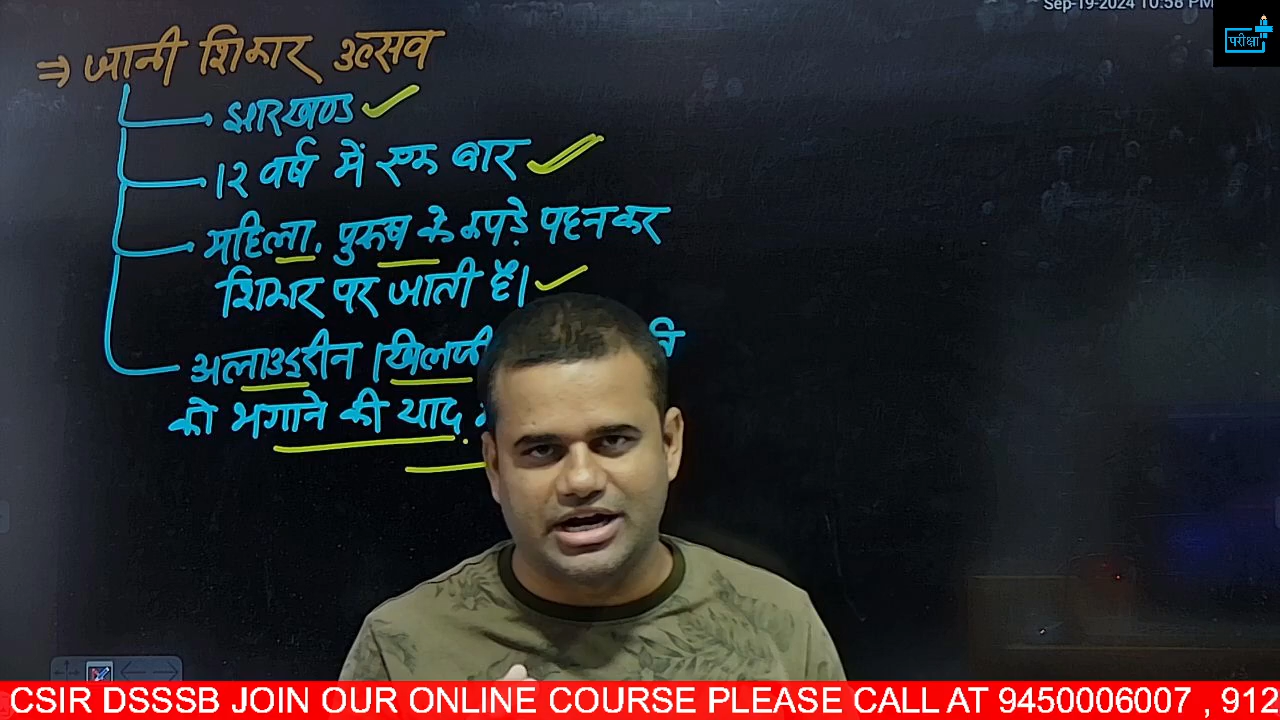 Sep-19-2024 10:58 PM
परीक्षा
⇒ जानी शिकार उत्सव
झारखण्ड
12 वर्ष में एक बार
महिला, पुरुष के कपड़े पहनकर
शिकार पर जाती हैं।
अलाउद्दीन खिलजी
को भगाने की याद
CSIR DSSSB JOIN OUR ONLINE COURSE PLEASE CALL AT 9450006007 , 912